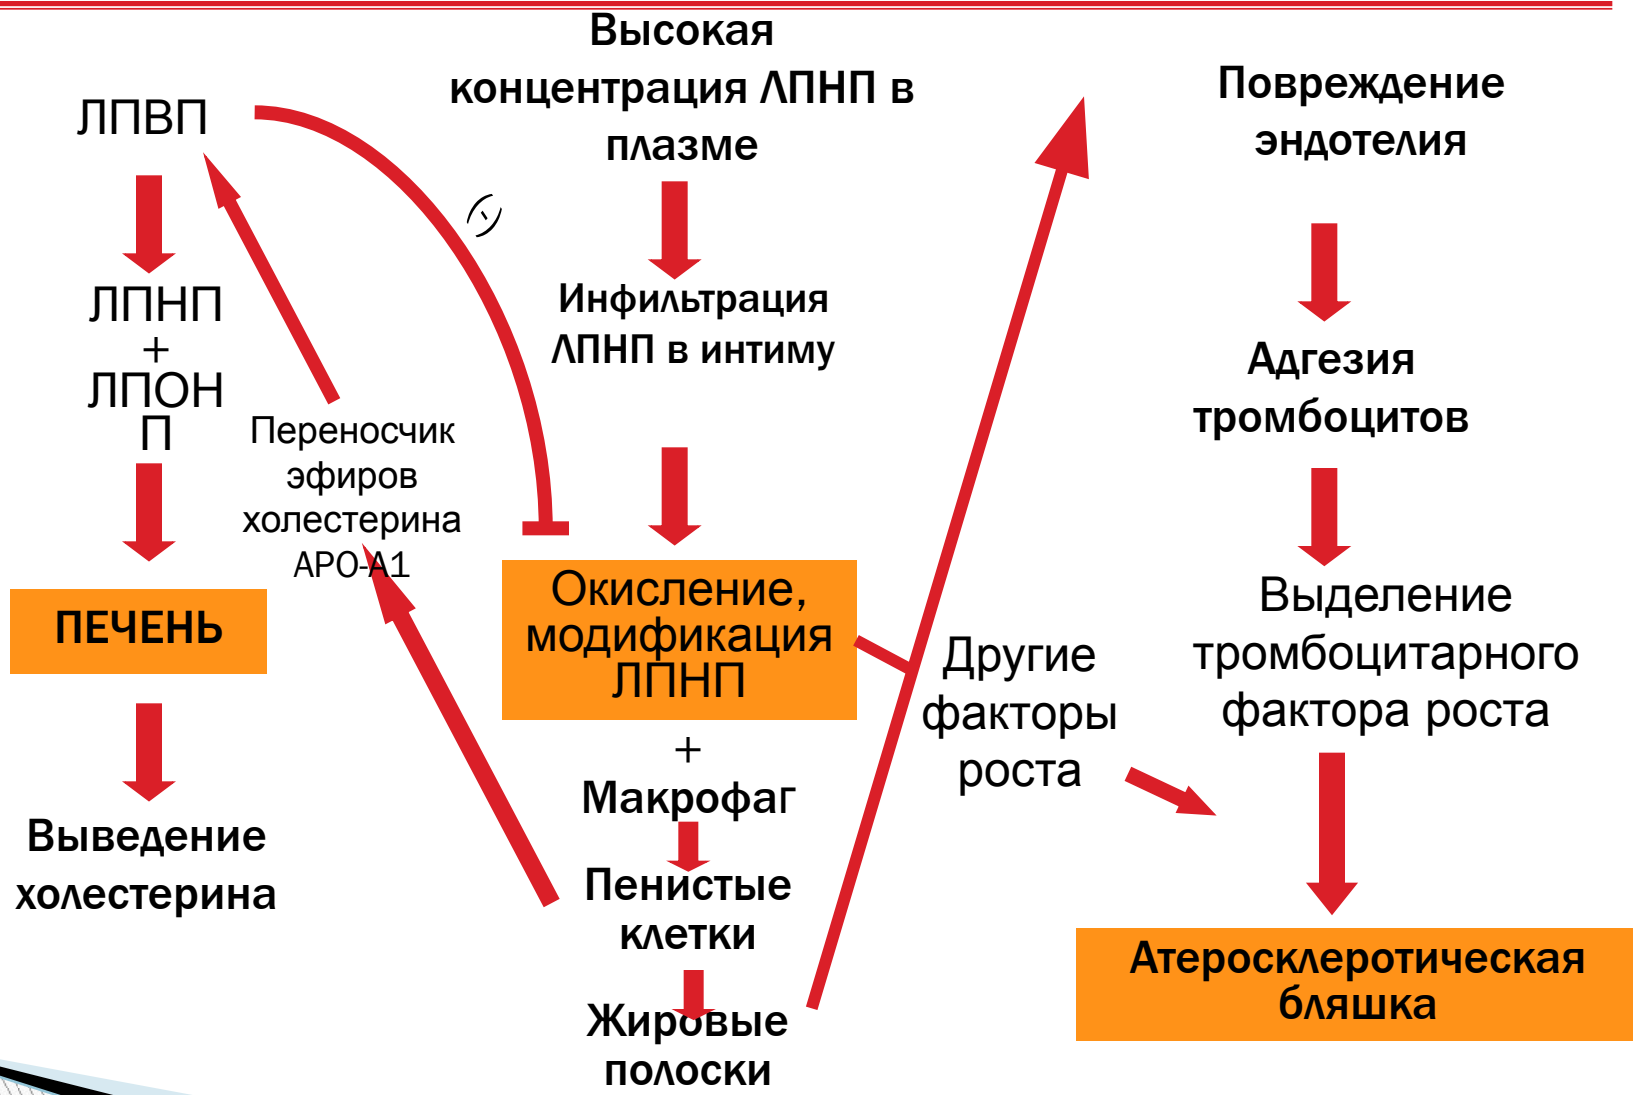 ЛПВП
ЛПНП
+
ЛПОН
П
ПЕЧЕНЬ
Выведение
холестерина
Переносчик
эфиров
холестерина
АРО-А1
(-)
Высокая
концентрация ЛПНП в
плазме
Инфильтрация
ЛПНП в интиму
Окисление,
модификация
ЛПНП
+
Макрофаг
Пенистые
клетки
Жировые
полоски
Другие
факторы
роста
Повреждение
эндотелия
Адгезия
тромбоцитов
Выделение
тромбоцитарного
фактора роста
Атеросклеротическая
бляшка